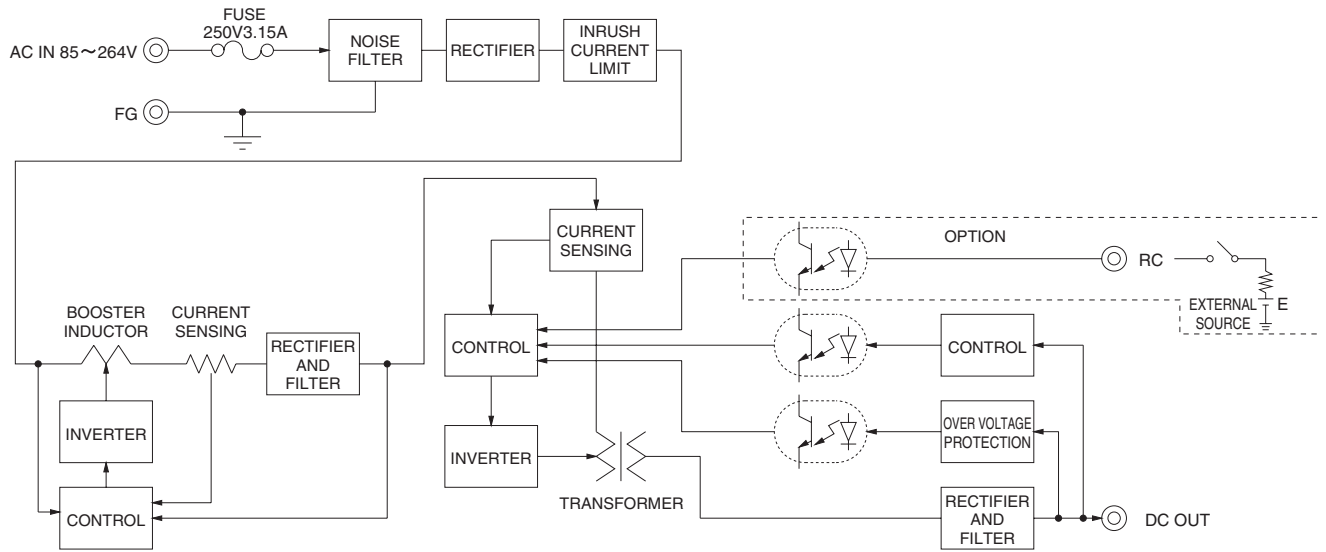 FUSE
250V3.15A
AC IN 85～264V
NOISE
FILTER
RECTIFIER
INRUSH
CURRENT
LIMIT
FG
CURRENT
SENSING
OPTION
RC
EXTERNAL
SOURCE
E
BOOSTER
INDUCTOR
CURRENT
SENSING
RECTIFIER
AND
FILTER
CONTROL
CONTROL
INVERTER
INVERTER
OVER VOLTAGE
PROTECTION
TRANSFORMER
CONTROL
RECTIFIER
AND
FILTER
DC OUT